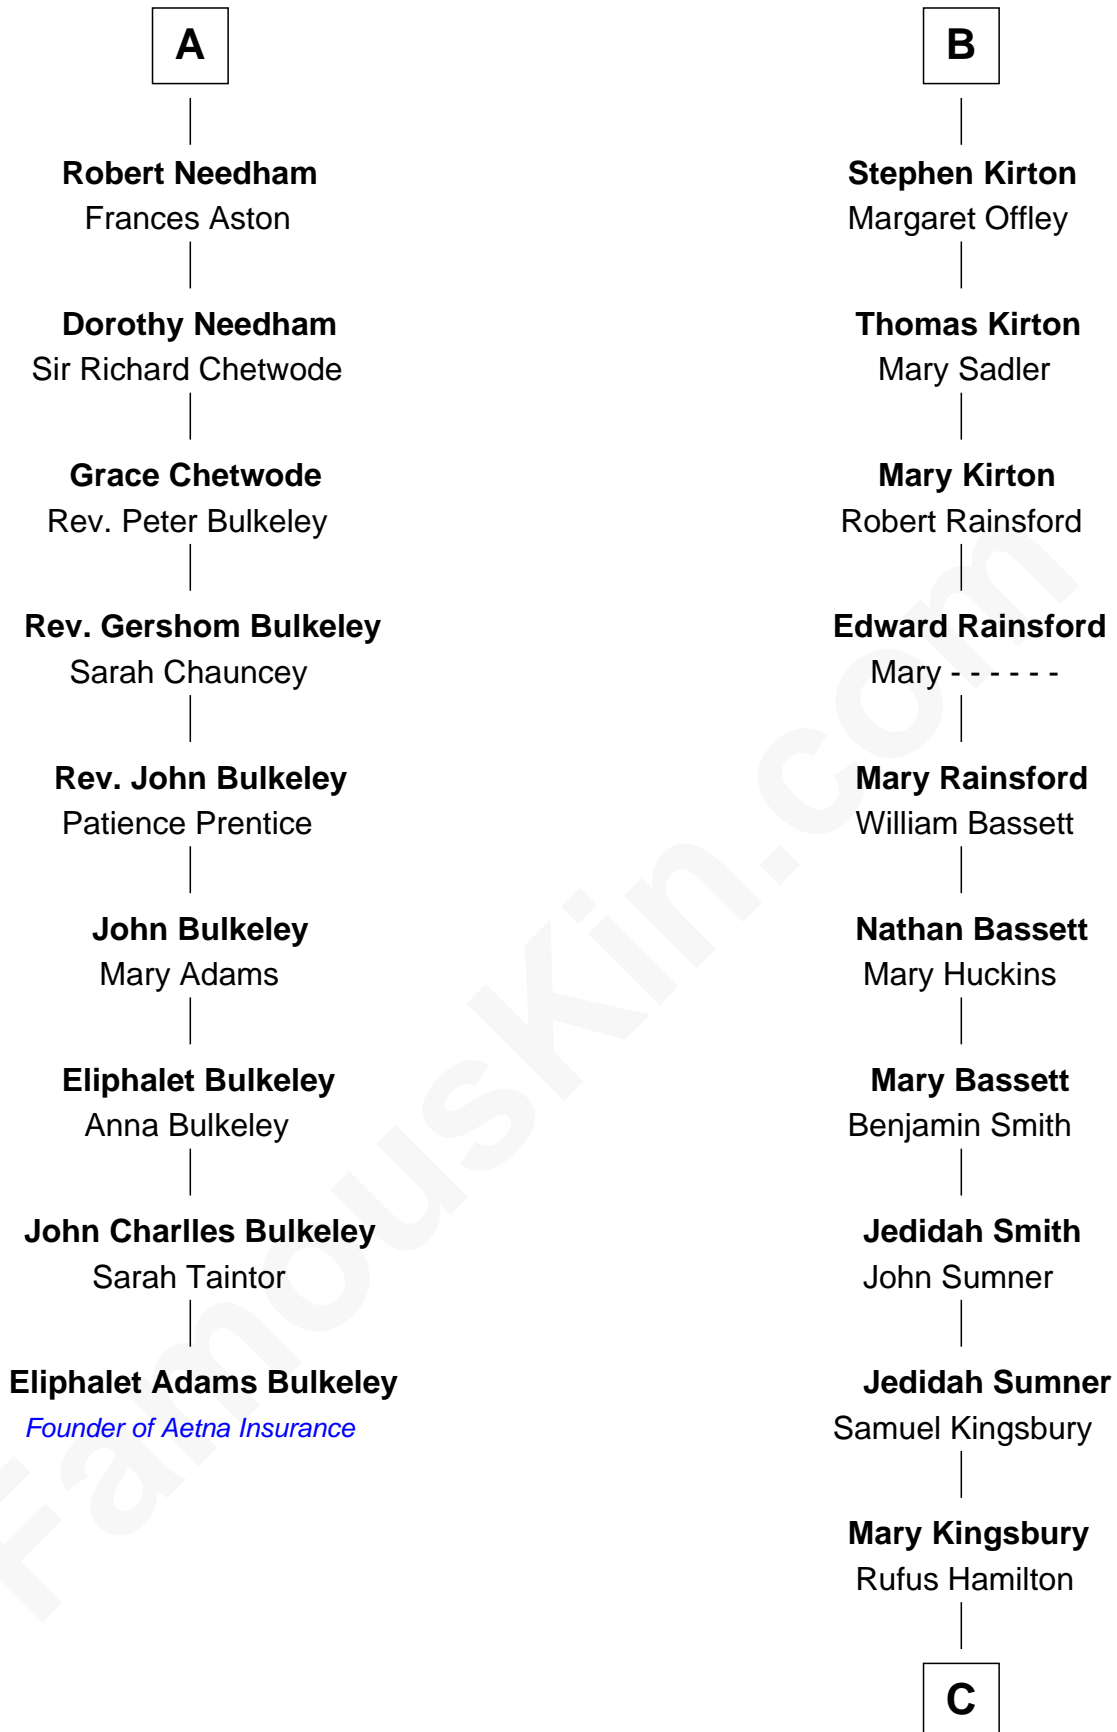 A
Robert Needham
Frances Aston
Dorothy Needham
Sir Richard Chetwode
Grace Chetwode
Rev. Peter Bulkeley
Rev. Gershom Bulkeley
Sarah Chauncey
Rev. John Bulkeley
Patience Prentice
John Bulkeley
Mary Adams
Eliphalet Bulkeley
Anna Bulkeley
John Charlles Bulkeley
Sarah Taintor
Eliphalet Adams Bulkeley
Founder of Aetna Insurance
B
Stephen Kirton
Margaret Offley
Thomas Kirton
Mary Sadler
Mary Kirton
Robert Rainsford
Edward Rainsford
Mary - - - - - -
Mary Rainsford
William Bassett
Nathan Bassett
Mary Huckins
Mary Bassett
Benjamin Smith
Jedidah Smith
John Sumner
Jedidah Sumner
Samuel Kingsbury
Mary Kingsbury
Rufus Hamilton
C
FamousKin.com